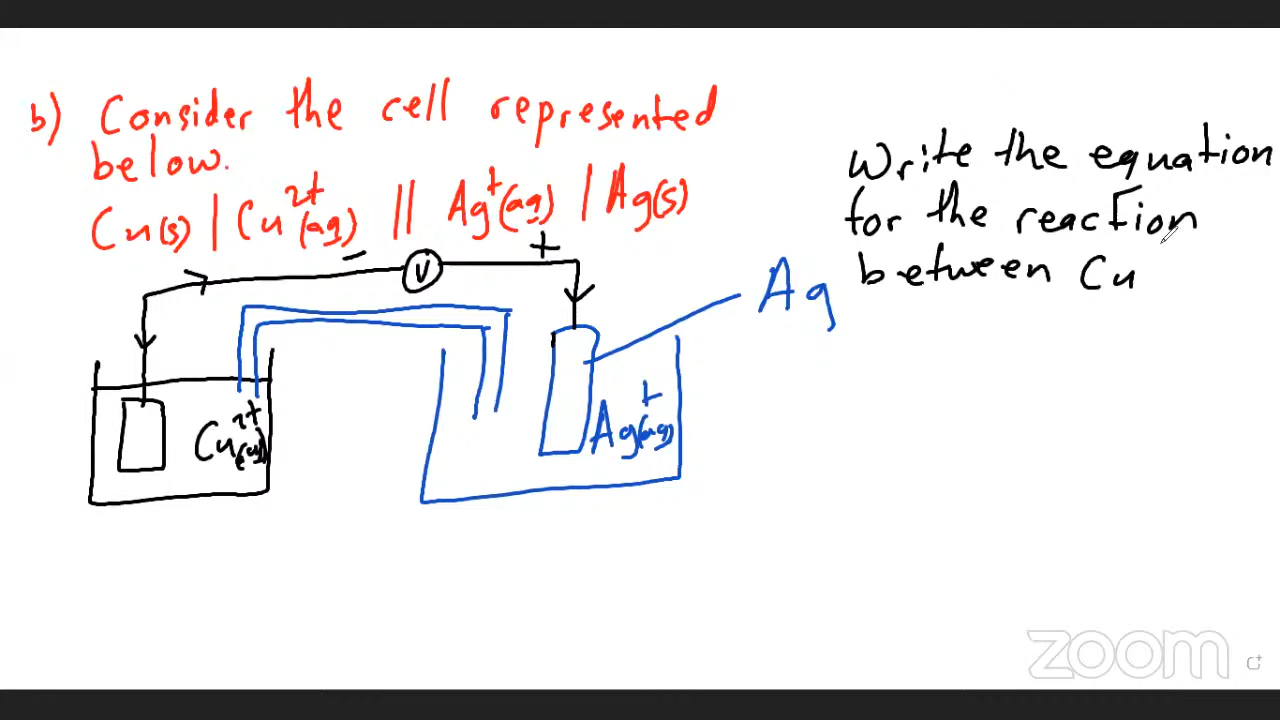 b) Consider the cell represented
below.
Cu(s) | Cu²⁺(aq) || Ag⁺(aq) | Ag(s)
Write the equation
for the reaction
between Cu
- V +
Ag
Cu²⁺(aq)
Ag⁺(aq)
zoom